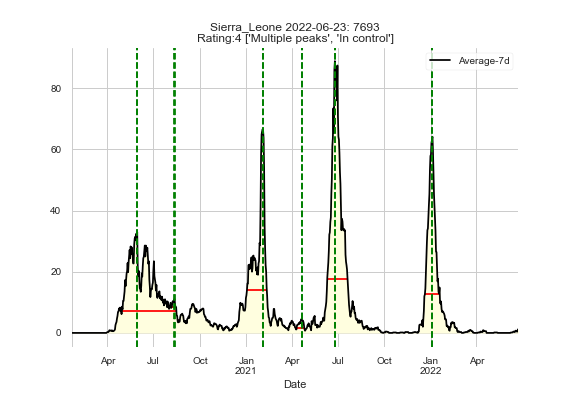 Sierra_Leone 2022-06-23: 7693
Rating:4 ['Multiple peaks', 'In control']
Average-7d
80
60
40
20
0
Apr Jul Oct Jan Apr Jul Oct Jan Apr
2021 2022
Date